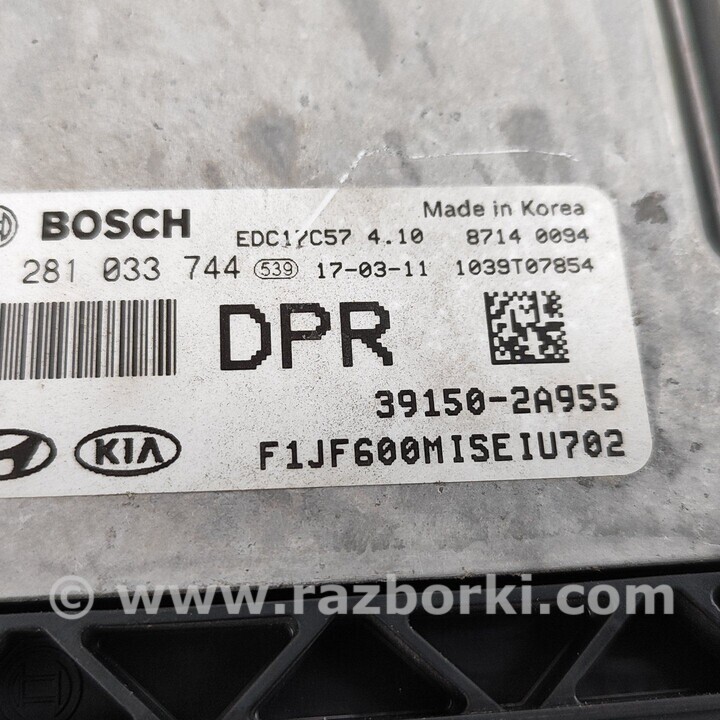 BOSCH
Made in Korea
EDC17C57 4.10 8714 0094
281 033 744 539 17-03-11 1039T07854
DPR
39150-2A955
KIA F1JF600MISEIU702
© www.razborki.com